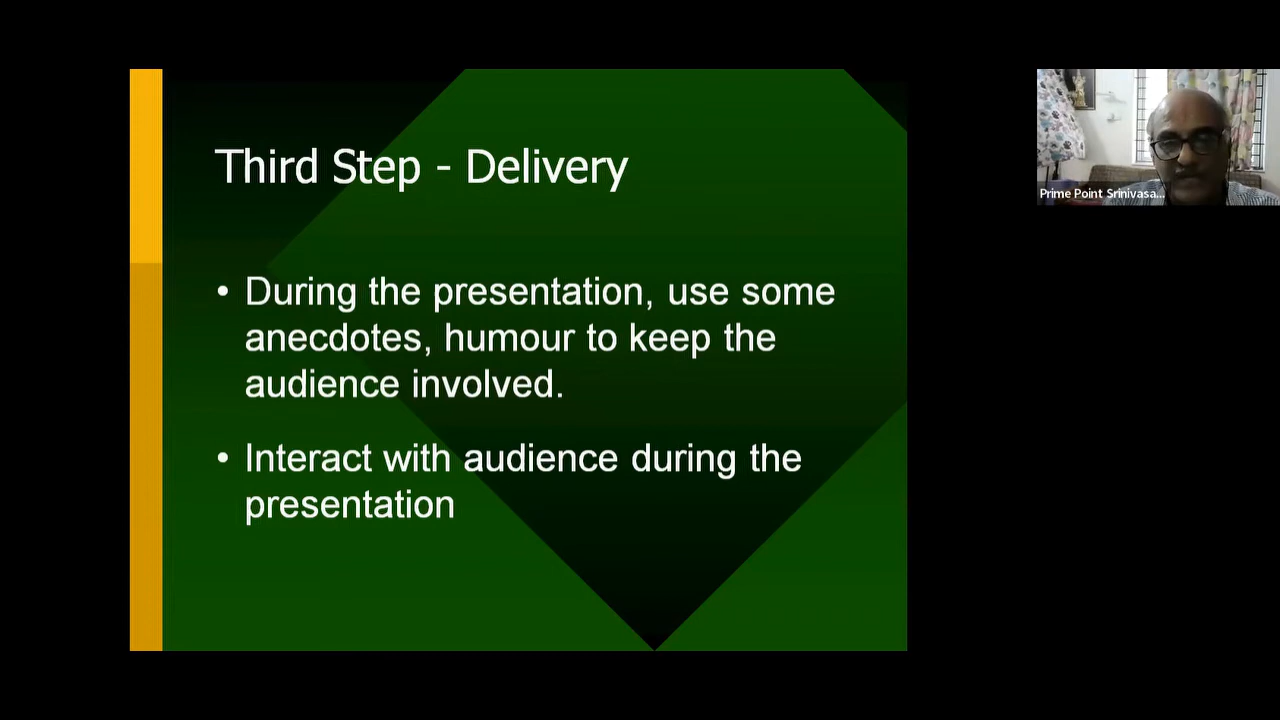 Third Step - Delivery
• During the presentation, use some
anecdotes, humour to keep the
audience involved.
• Interact with audience during the
presentation
Prime Point Srinivasa...